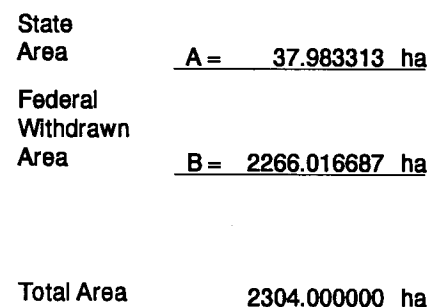 State
Area A = 37.983313 ha
Federal
Withdrawn
Area B = 2266.016687 ha
Total Area 2304.000000 ha